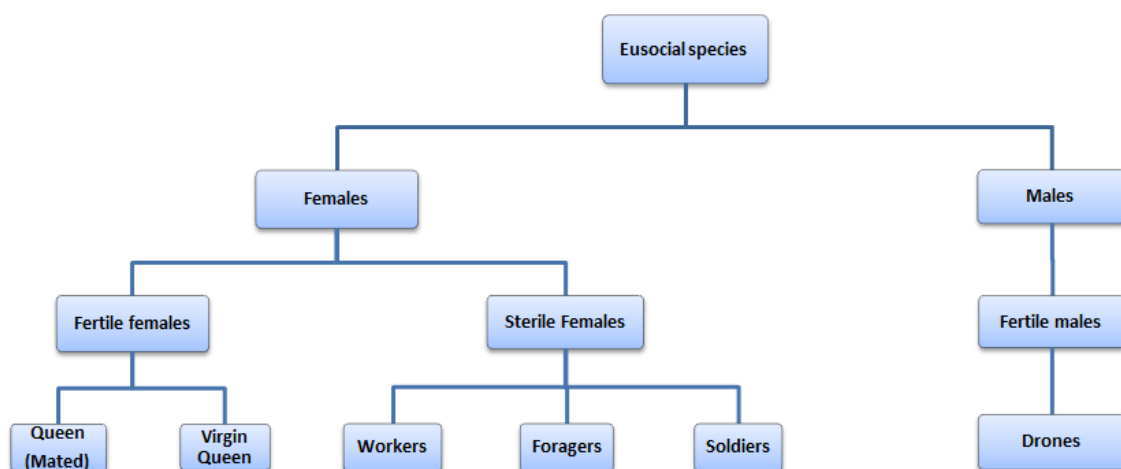 Eusocial species
Females
Males
Fertile females
Sterile Females
Fertile males
Queen
(Mated)
Virgin
Queen
Workers
Foragers
Soldiers
Drones